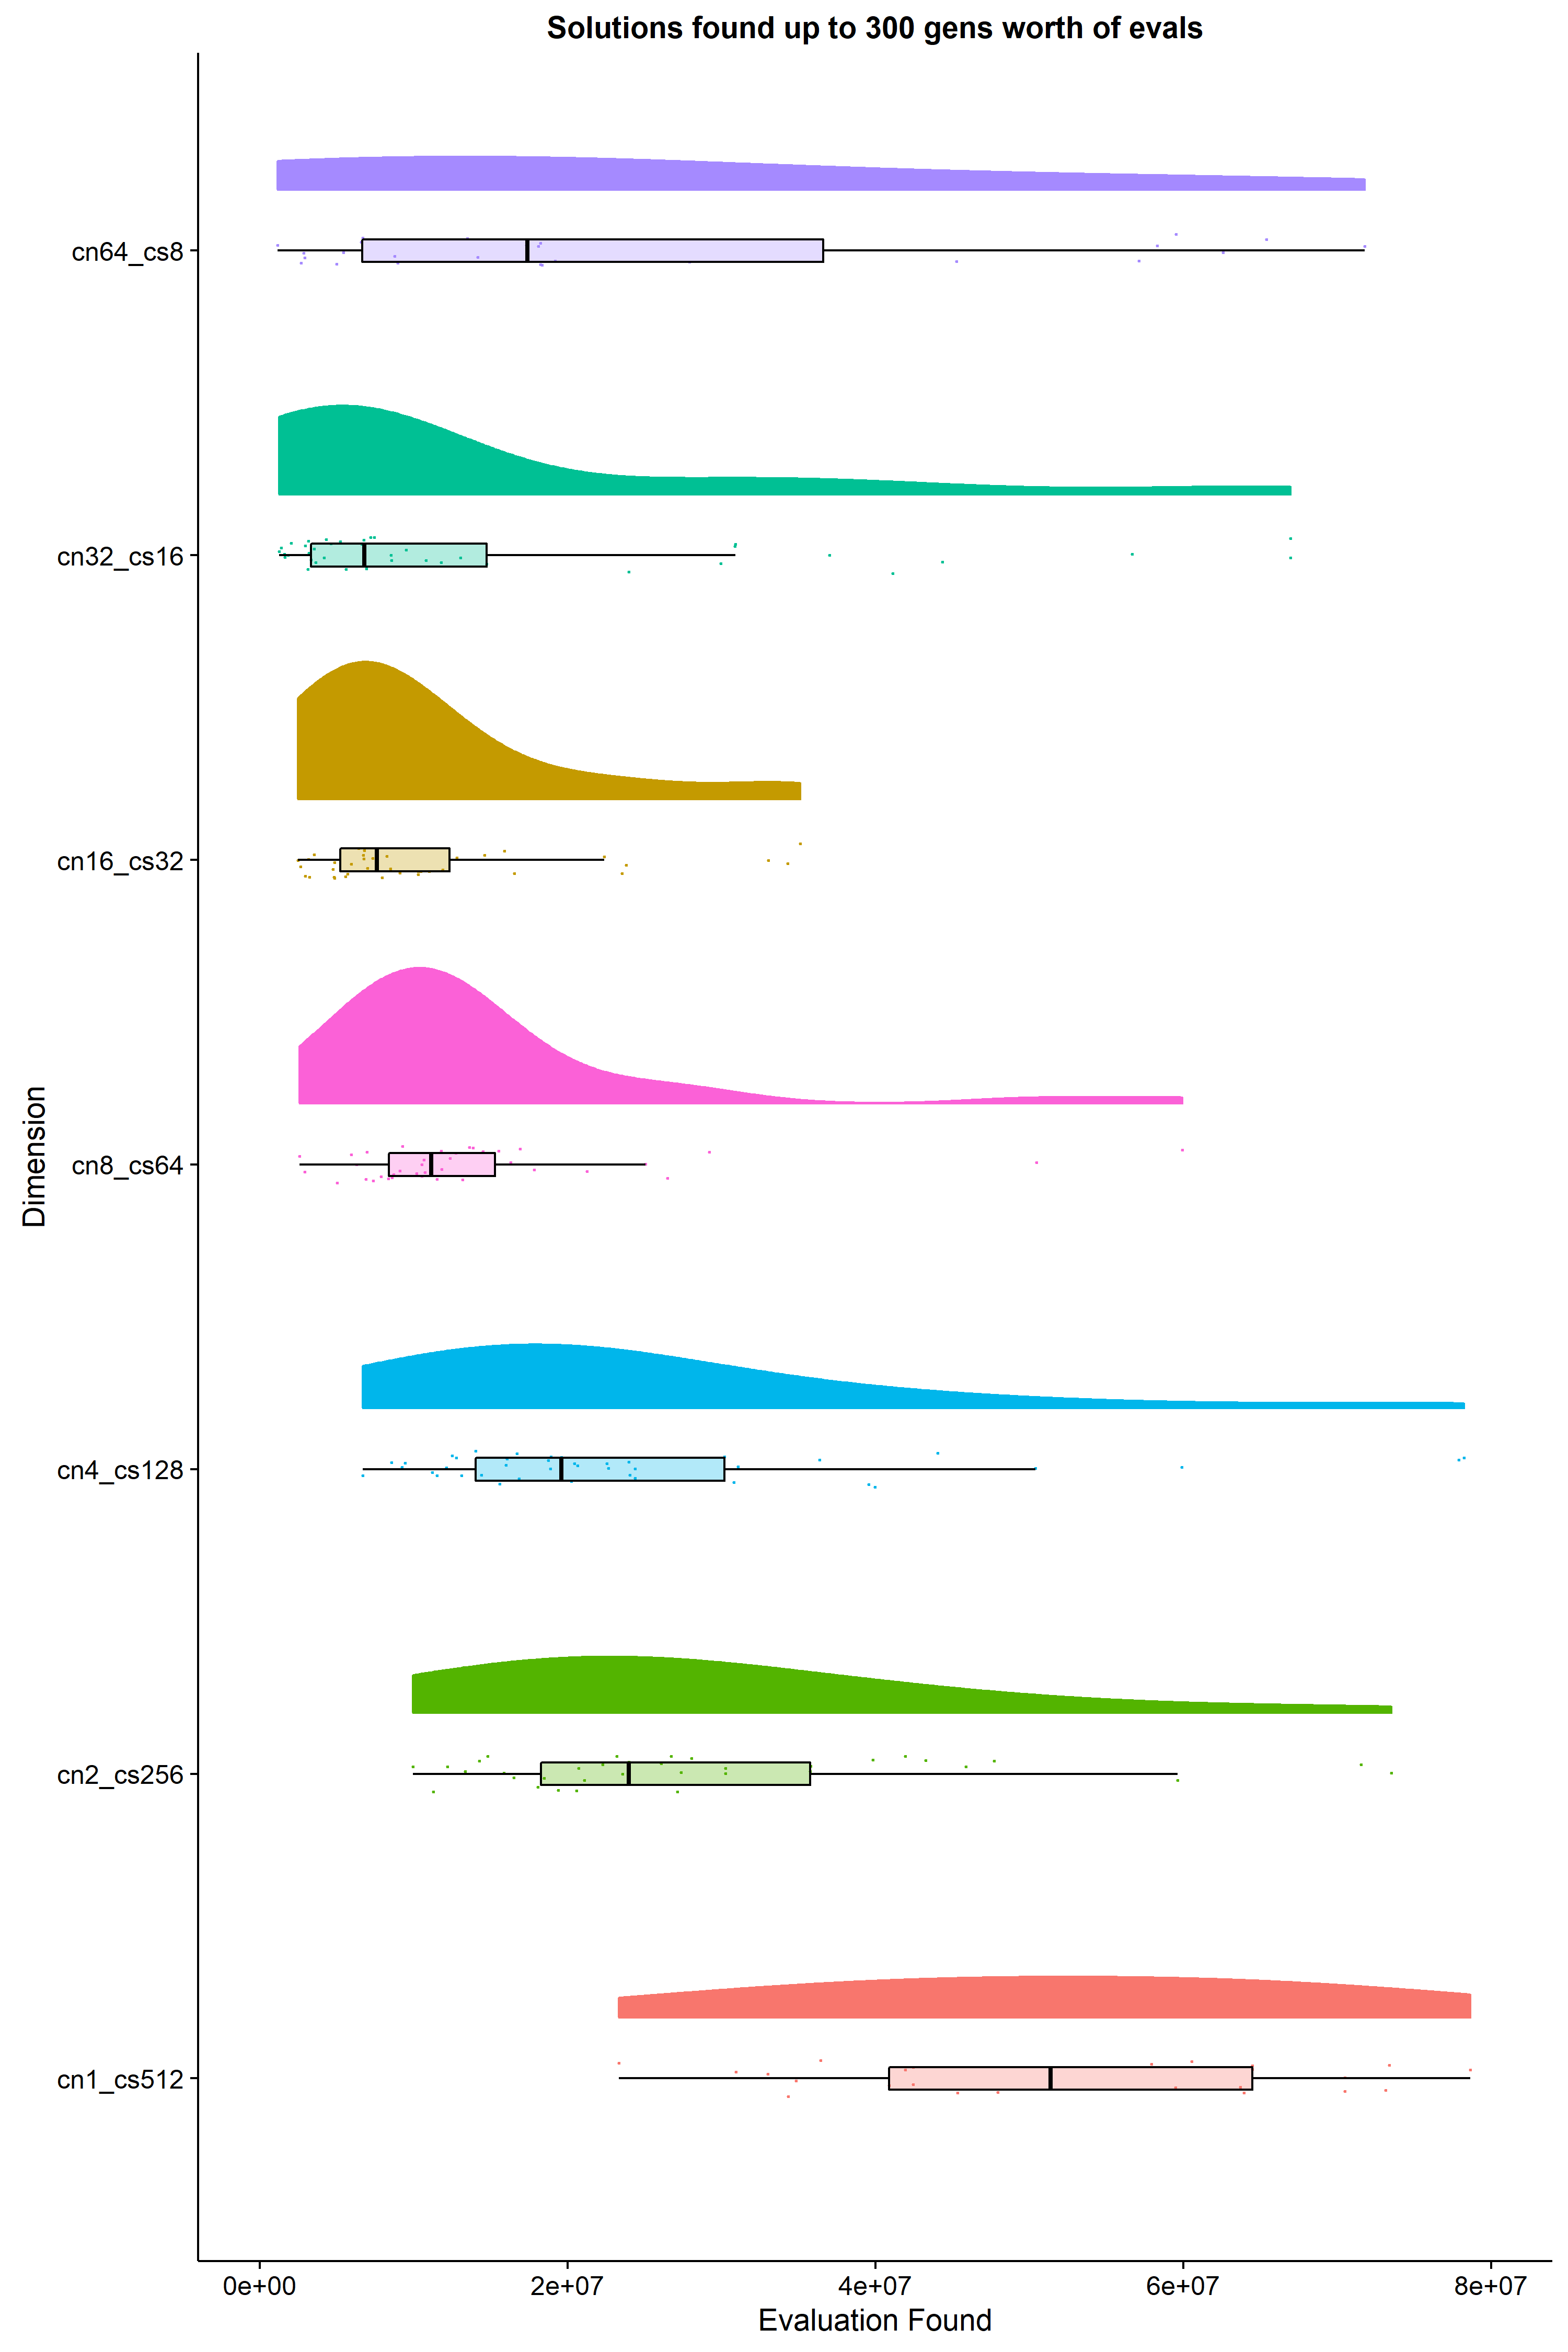 Solutions found up to 300 gens worth of evals
cn64_cs8
cn32_cs16
cn16_cs32
cn8_cs64
cn4_cs128
cn2_cs256
cn1_cs512
Dimension
0e+00 2e+07 4e+07 6e+07 8e+07
Evaluation Found